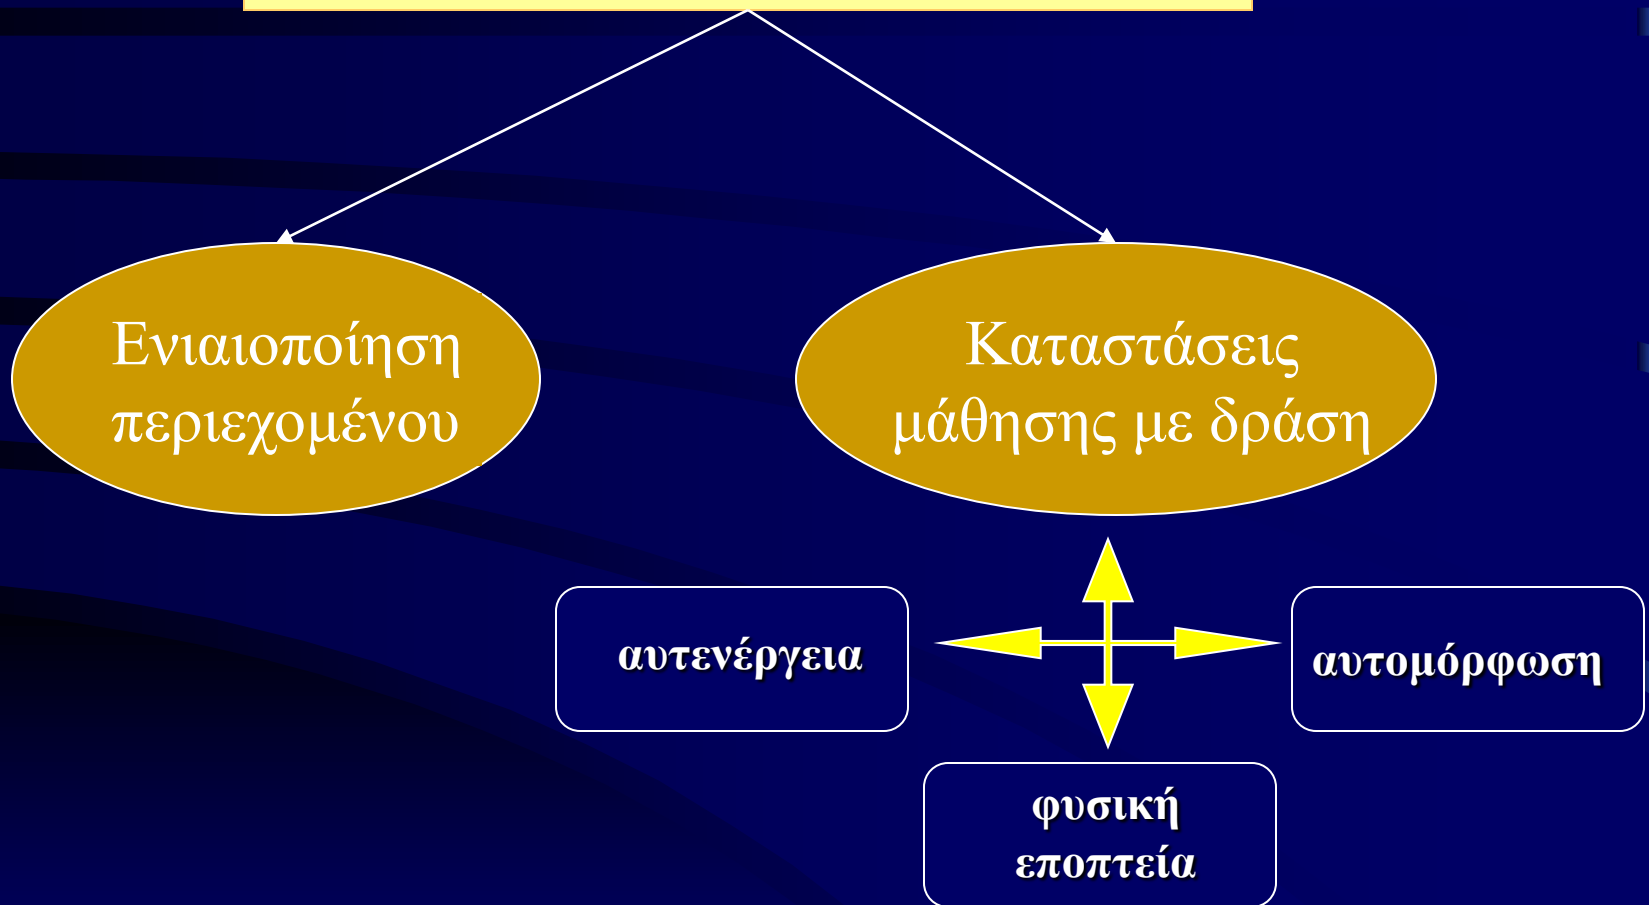 Ενιαιοποίηση
περιεχομένου
Καταστάσεις
μάθησης με δράση
αυτενέργεια
αυτομόρφωση
φυσική
εποπτεία